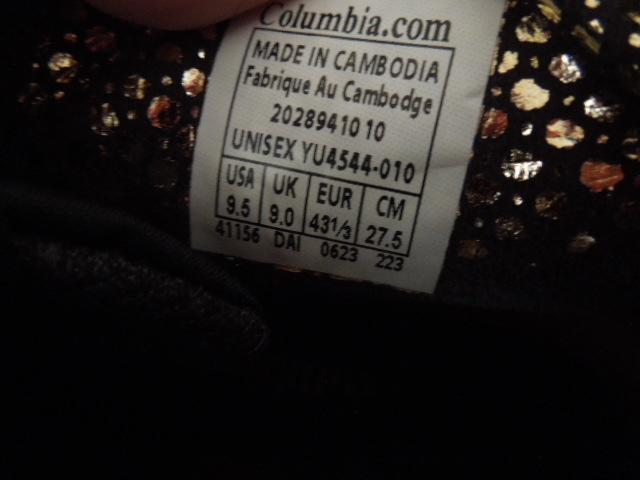 Columbia.com
MADE IN CAMBODIA
Fabrique Au Cambodge
2028941010
UNISEX YU4544-010
USA UK EUR CM
9.5 9.0 43 1/3 27.5
41156 DAI 0623 223